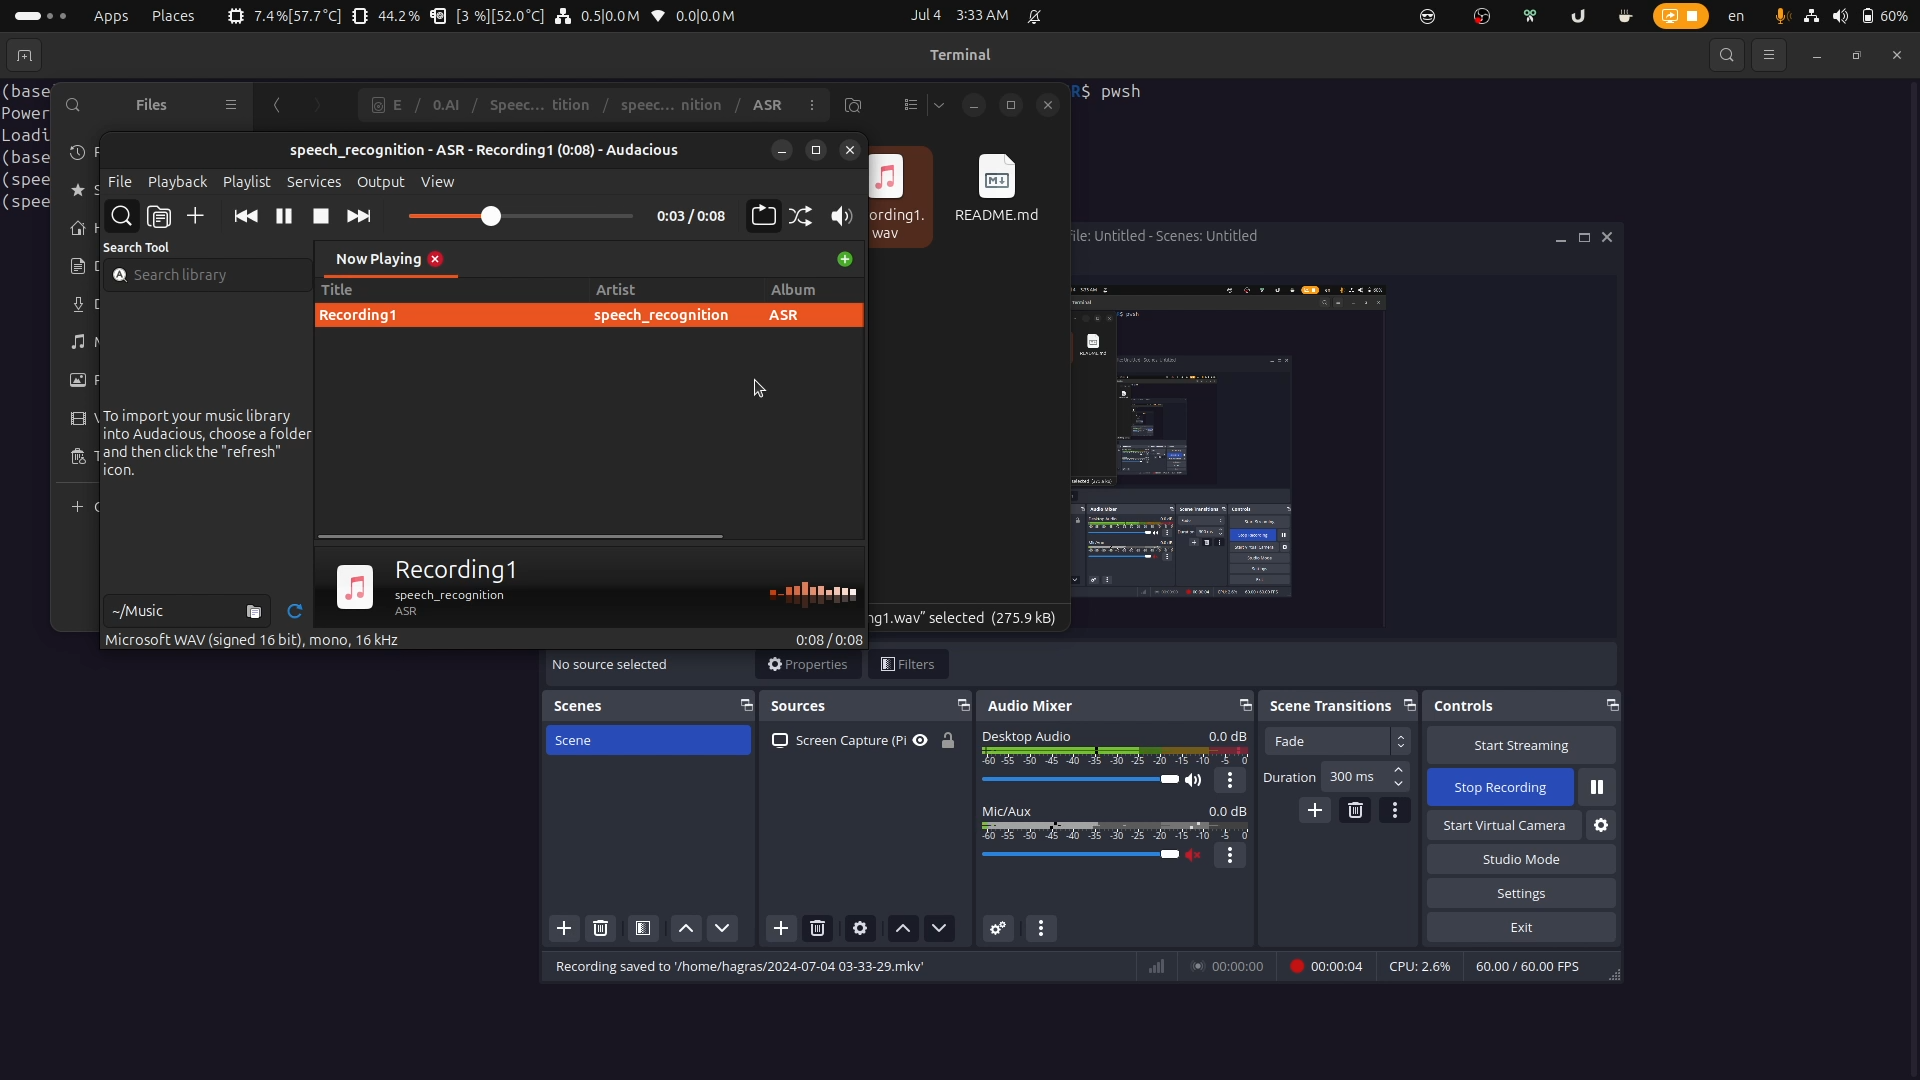 Apps Places 7.4%[57.7°C] 44.2% [3 %][52.0°C] 0.5|0.0M 0.0|0.0M Jul 4 3:33 AM en 60%
Terminal
(base R$ pwsh
Power
Loadi
(base
(spee
(spee
Files E / 0.AI / Speec... tition / speec... nition / ASR
ording1.
wav
README.md
ng1.wav” selected (275.9 kB)
speech_recognition - ASR - Recording1 (0:08) - Audacious
File Playback Playlist Services Output View
0:03 / 0:08
Search Tool
Search library
To import your music library
into Audacious, choose a folder
and then click the "refresh"
icon.
~/Music
Now Playing
Title Artist Album
Recording1 speech_recognition ASR
Recording1
speech_recognition
ASR
Microsoft WAV (signed 16 bit), mono, 16 kHz 0:08 / 0:08
file: Untitled - Scenes: Untitled
No source selected Properties Filters
Scenes
Scene
Sources
Screen Capture (Pi
Audio Mixer
Desktop Audio 0.0 dB
-60 -55 -50 -45 -40 -35 -30 -25 -20 -15 -10 -5 0
Mic/Aux 0.0 dB
-60 -55 -50 -45 -40 -35 -30 -25 -20 -15 -10 -5 0
Scene Transitions
Fade
Duration 300 ms
Controls
Start Streaming
Stop Recording
Start Virtual Camera
Studio Mode
Settings
Exit
Recording saved to '/home/hagras/2024-07-04 03-33-29.mkv' 00:00:00 00:00:04 CPU: 2.6% 60.00 / 60.00 FPS